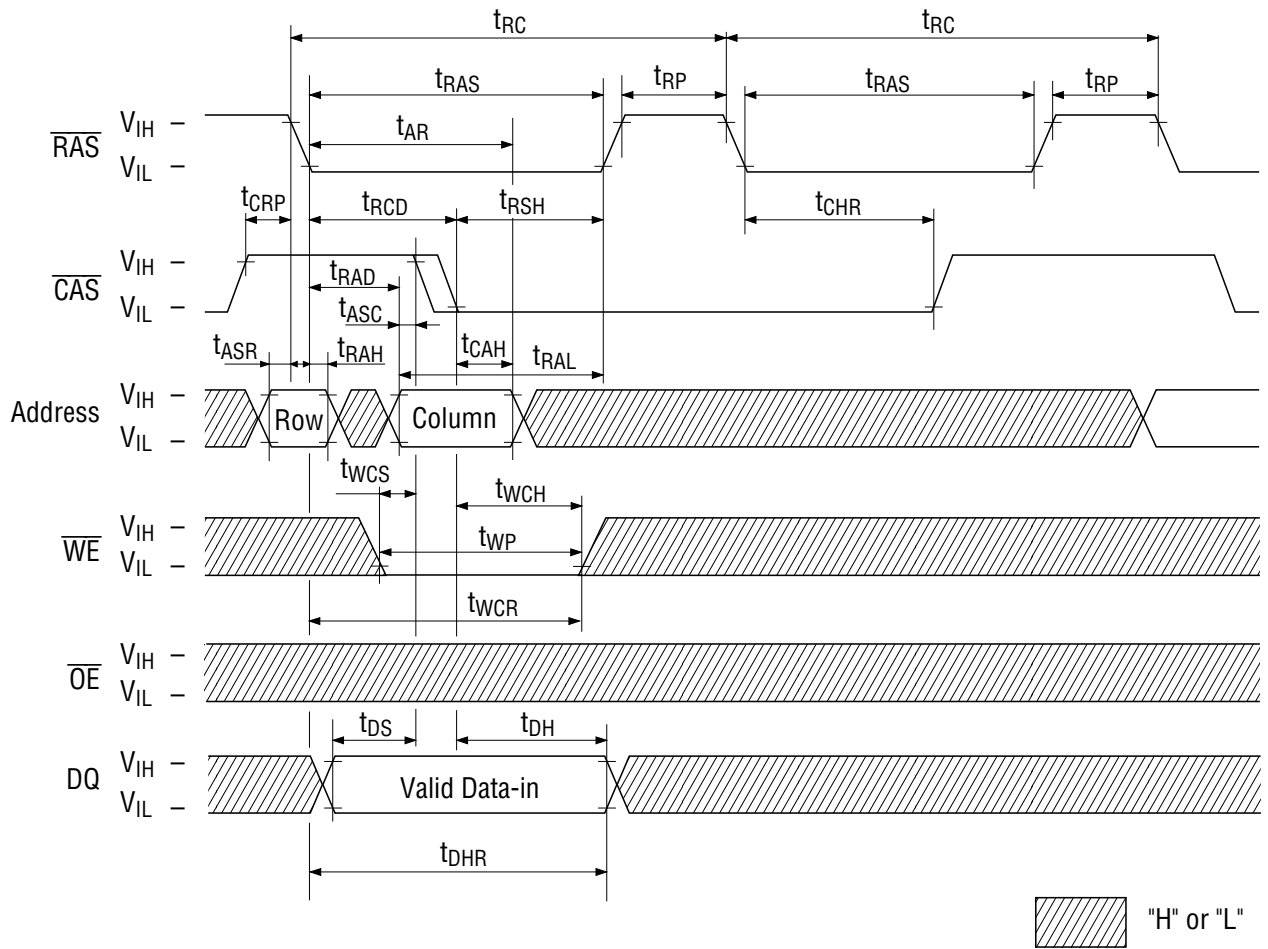 tRC tRC
tRAS tRP tRAS tRP
RAS VIH – tAR
VIL –
tCRP tRCD tRSH tCHR
CAS VIH – tRAD
VIL – tASC
tASR tRAH tCAH tRAL
Address VIH – Row Column
VIL –
tWCS tWCH
WE VIH – tWP
VIL –
tWCR
OE VIH –
VIL –
tDS tDH
DQ VIH – Valid Data-in
VIL –
tDHR
"H" or "L"